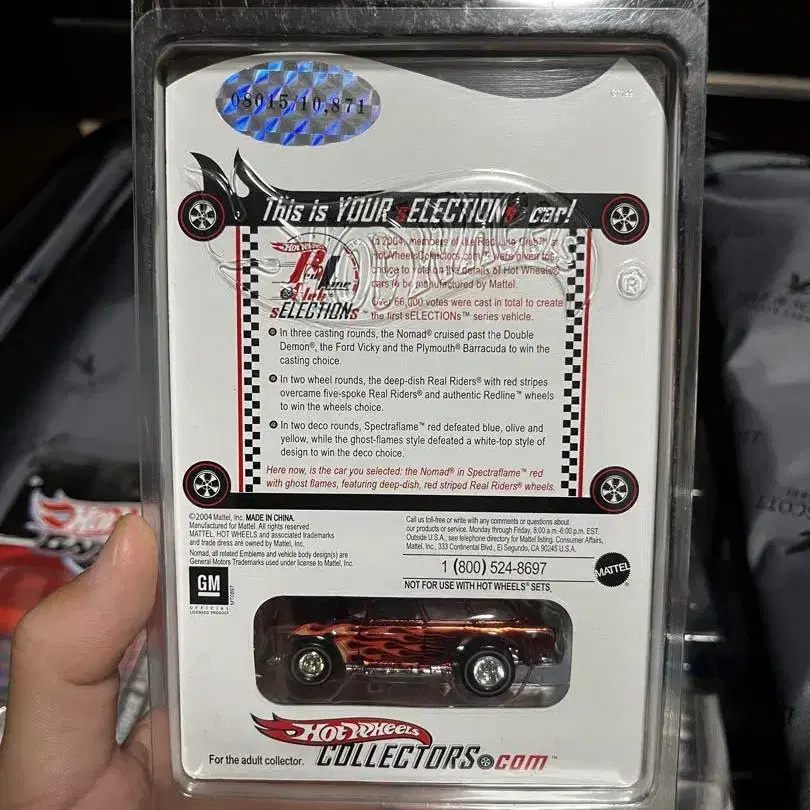 08015/10,871
This is YOUR sELECTIONs car!
Hot Wheels
Red Line Club
sELECTIONs™
In 2004, members of the Red Line Club™ at
HotWheelsCollectors.com™ were given the
choice to vote on the details of Hot Wheels®
cars to be manufactured by Mattel.
Over 66,000 votes were cast in total to create
the first sELECTIONs™ series vehicle.
In three casting rounds, the Nomad® cruised past the Double
Demon®, the Ford Vicky and the Plymouth® Barracuda to win the
casting choice.
In two wheel rounds, the deep-dish Real Riders® with red stripes
overcame five-spoke Real Riders® and authentic Redline™ wheels
to win the wheels choice.
In two deco rounds, Spectraflame™ red defeated blue, olive and
yellow, while the ghost-flames style defeated a white-top style of
design to win the deco choice.
Here now, is the car you selected: the Nomad® in Spectraflame™ red
with ghost flames, featuring deep-dish, red striped Real Riders® wheels.
©2004 Mattel, Inc. MADE IN CHINA.
Manufactured for Mattel. All rights reserved.
MATTEL, HOT WHEELS and associated trademarks
and trade dress are owned by Mattel, Inc.
Nomad, all related Emblems and vehicle body design(s) are
General Motors Trademarks used under license to Mattel, Inc.
GM
OFFICIAL
LICENSED PRODUCT
Call us toll-free or write with any comments or questions about
our products or service. Monday through Friday, 8:00 a.m.-6:00 p.m. EST.
Outside U.S.A., see telephone directory for Mattel listing. Consumer Affairs,
Mattel, Inc., 333 Continental Blvd., El Segundo, CA 90245 U.S.A.
1 (800) 524-8697
NOT FOR USE WITH HOT WHEELS® SETS.
MATTEL
®
Hot Wheels
COLLECTORS.com™
For the adult collector.